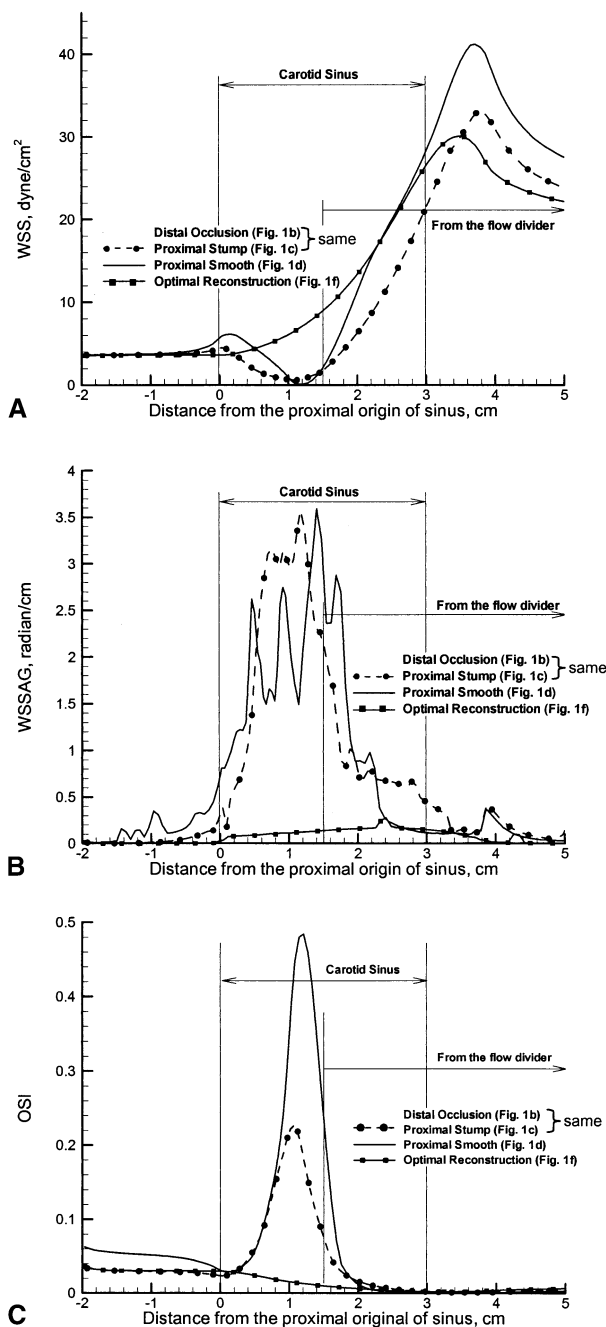 40
30
20
10
0
WSS, dyne/cm²
Carotid Sinus
From the flow divider
Distal Occlusion (Fig. 1b)
Proximal Stump (Fig. 1c)
same
Proximal Smooth (Fig. 1d)
Optimal Reconstruction (Fig. 1f)
-2 -1 0 1 2 3 4 5
Distance from the proximal origin of sinus, cm
A
4
3.5
3
2.5
2
1.5
1
0.5
0
WSSAG, radian/cm
Carotid Sinus
From the flow divider
Distal Occlusion (Fig. 1b)
Proximal Stump (Fig. 1c)
same
Proximal Smooth (Fig. 1d)
Optimal Reconstruction (Fig. 1f)
-2 -1 0 1 2 3 4 5
Distance from the proximal origin of sinus, cm
B
0.5
0.4
0.3
0.2
0.1
0
OSI
Carotid Sinus
From the flow divider
Distal Occlusion (Fig. 1b)
Proximal Stump (Fig. 1c)
same
Proximal Smooth (Fig. 1d)
Optimal Reconstruction (Fig. 1f)
-2 -1 0 1 2 3 4 5
Distance from the proximal original of sinus, cm
C